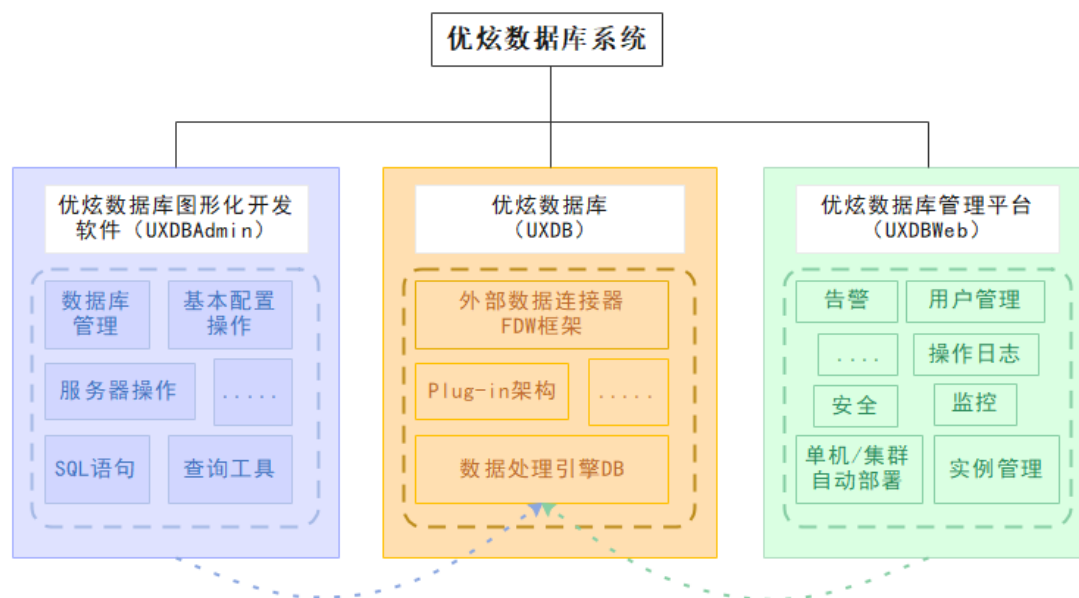 优炫数据库系统
优炫数据库图形化开发
软件（UXDBAdmin）
数据库
管理
基本配置
操作
服务器操作
.....
SQL语句
查询工具
优炫数据库
（UXDB）
外部数据连接器
FDW框架
Plug-in架构
.....
数据处理引擎DB
优炫数据库管理平台
（UXDBWeb）
告警
用户管理
....
操作日志
安全
监控
单机/集群
自动部署
实例管理